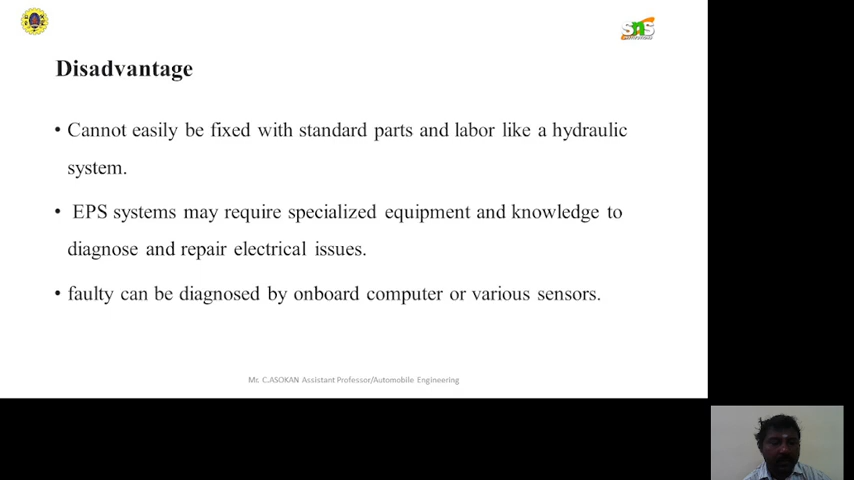 SNS
Disadvantage
• Cannot easily be fixed with standard parts and labor like a hydraulic
system.
• EPS systems may require specialized equipment and knowledge to
diagnose and repair electrical issues.
• faulty can be diagnosed by onboard computer or various sensors.
Mr. C.ASOKAN Assistant Professor/Automobile Engineering